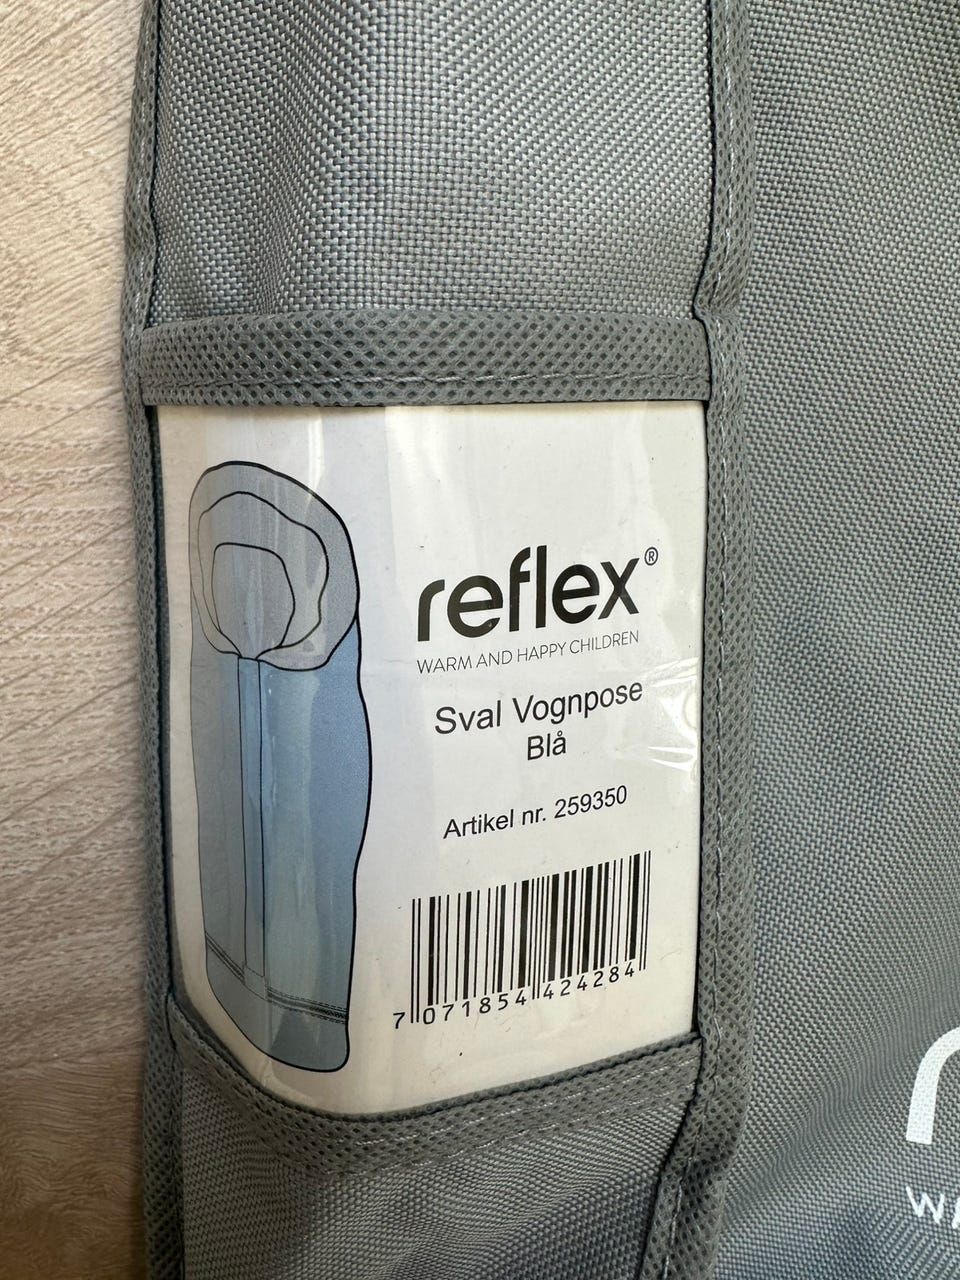 reflex®
WARM AND HAPPY CHILDREN
Sval Vognpose
Blå
Artikel nr. 259350
7 071854 424284